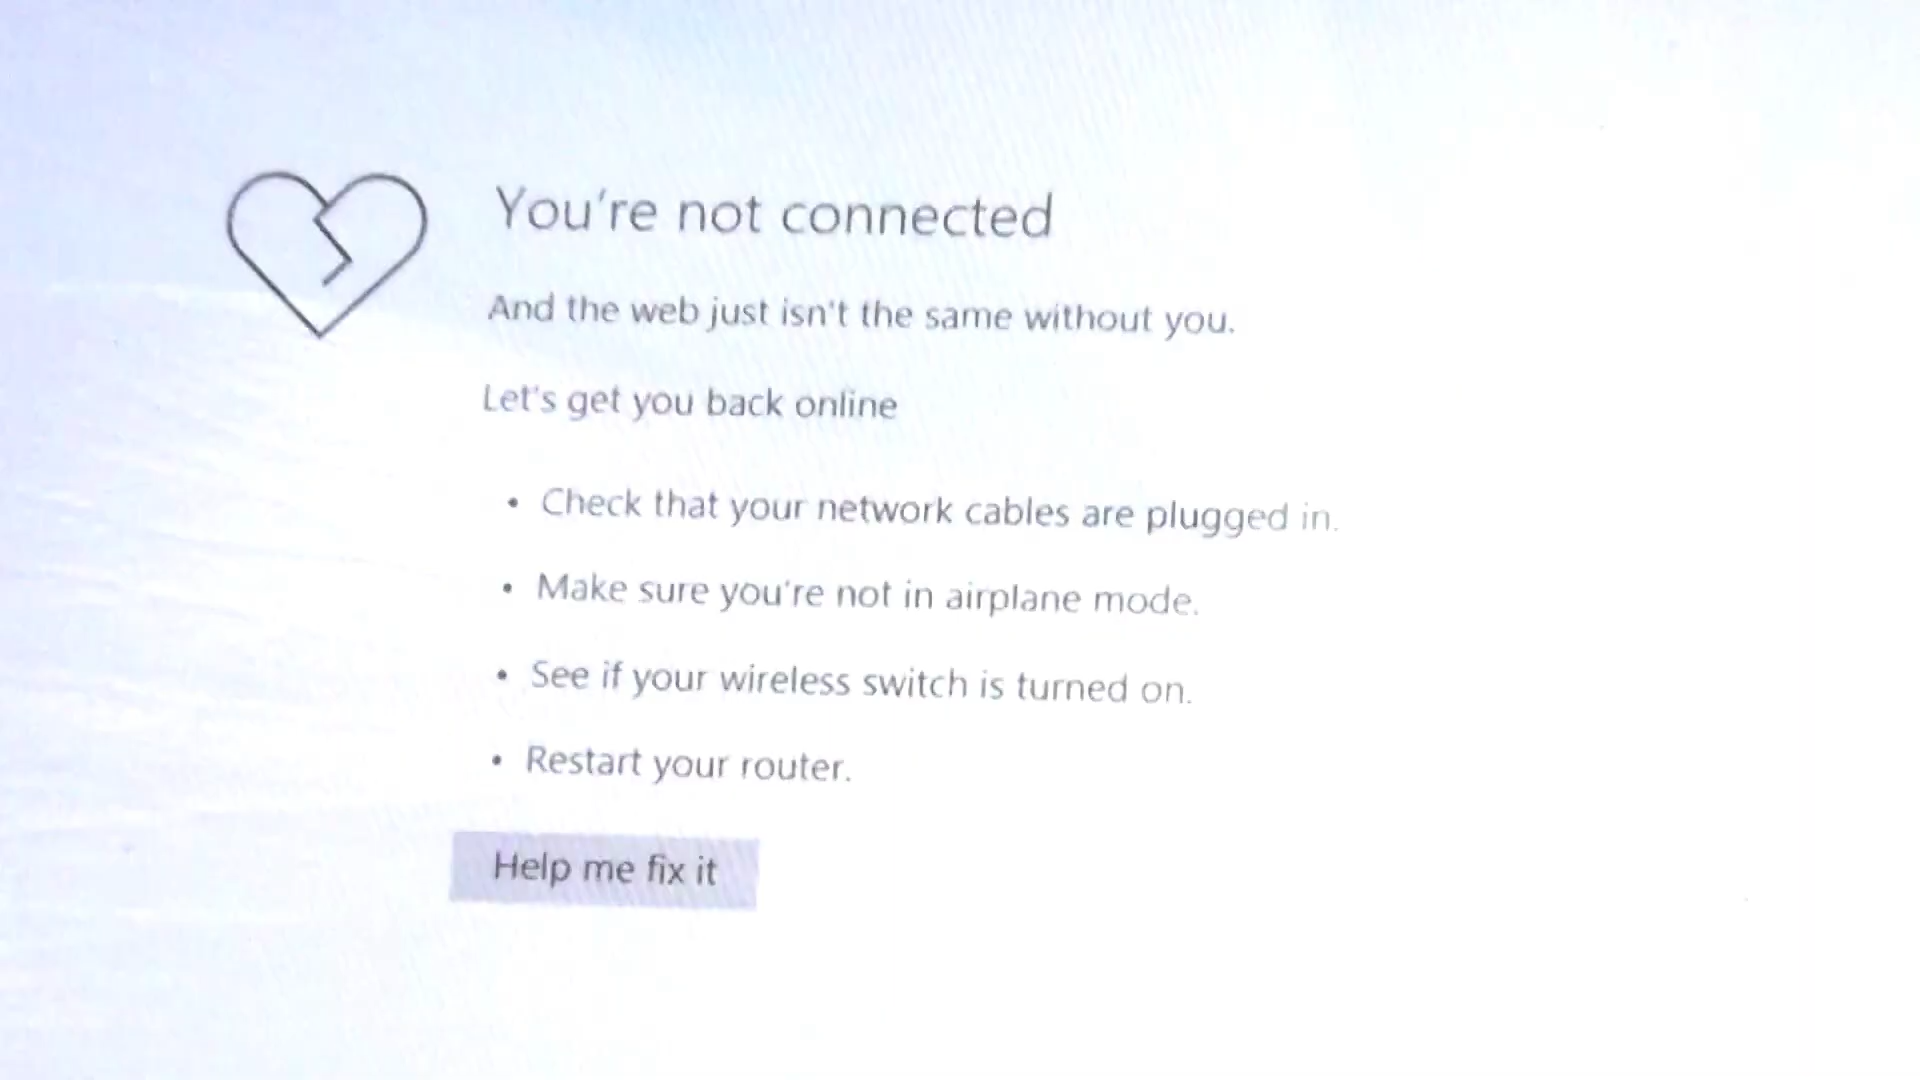 You're not connected
And the web just isn't the same without you.
Let's get you back online
• Check that your network cables are plugged in.
• Make sure you're not in airplane mode.
• See if your wireless switch is turned on.
• Restart your router.
Help me fix it